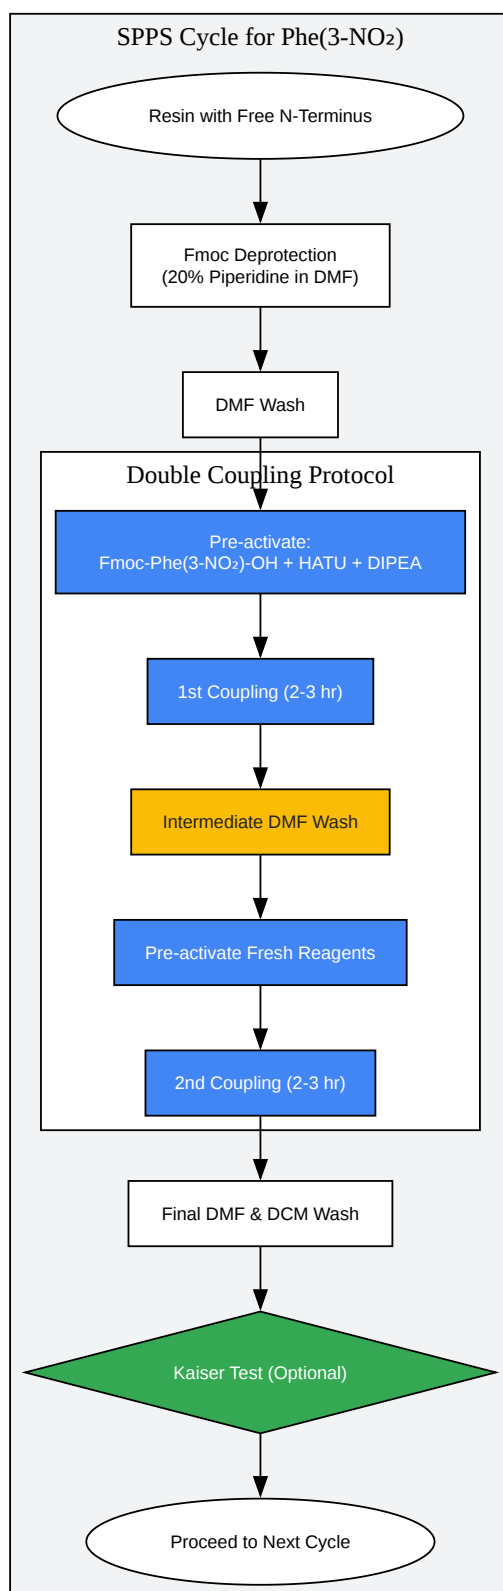 SPPS Cycle for Phe(3-NO₂)
Resin with Free N-Terminus
Fmoc Deprotection
(20% Piperidine in DMF)
DMF Wash
Double Coupling Protocol
Pre-activate:
Fmoc-Phe(3-NO₂)-OH + HATU + DIPEA
1st Coupling (2-3 hr)
Intermediate DMF Wash
Pre-activate Fresh Reagents
2nd Coupling (2-3 hr)
Final DMF & DCM Wash
Kaiser Test (Optional)
Proceed to Next Cycle